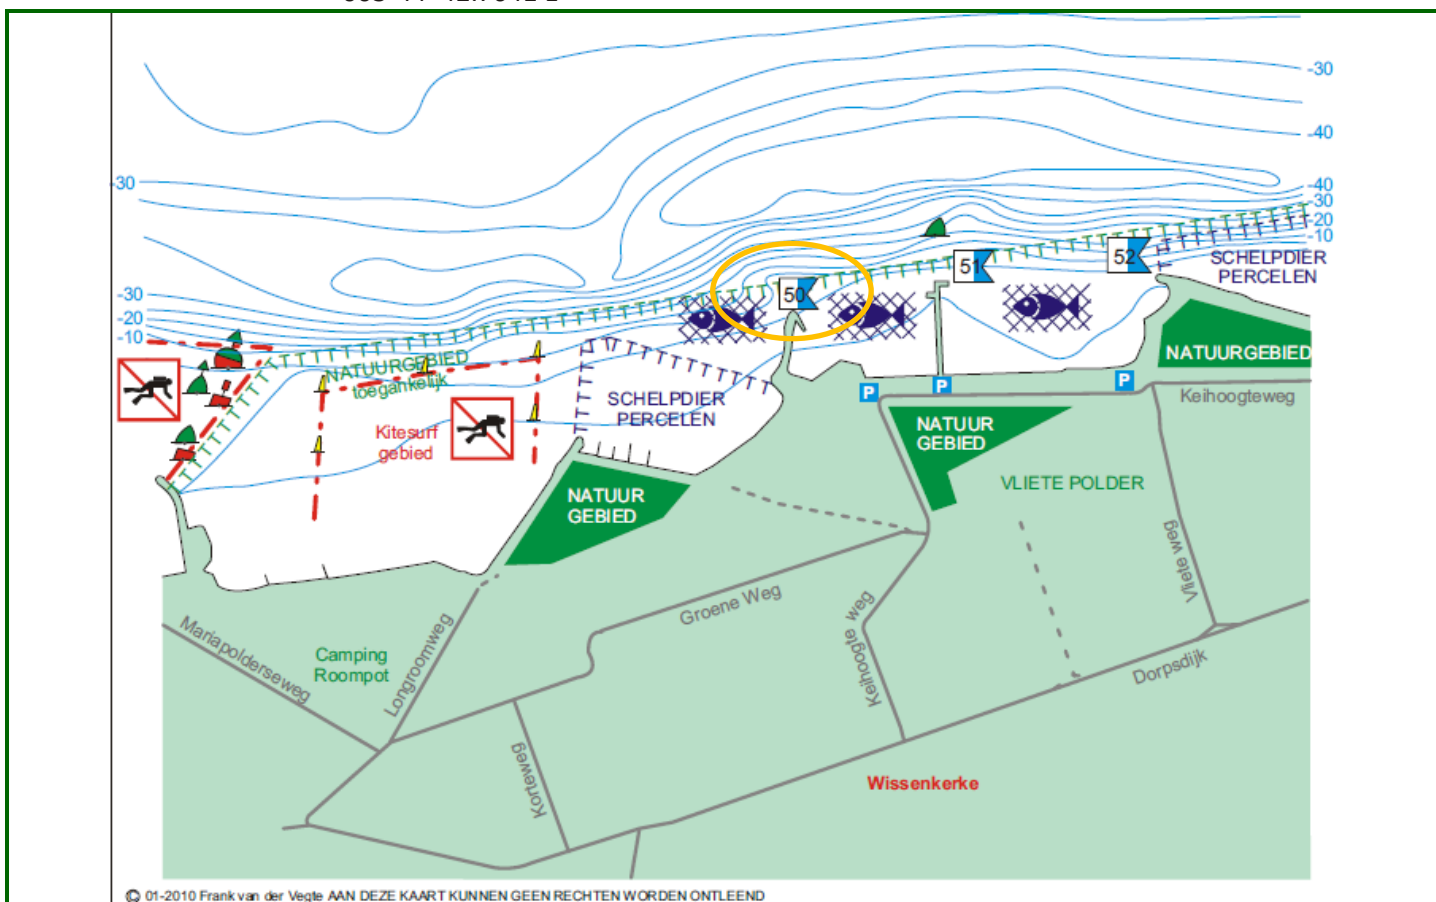 -30
-40
-30
-40
-30
-20
-10
51
52
SCHELPDIER
PERCELEN
50
-30
-20
-10
NATUURGEBIED
toegankelijk
NATUURGEBIED
SCHELPDIER
PERCELEN
P
P
P
Keihoogteweg
Kitesurf
gebied
NATUUR
GEBIED
NATUUR
GEBIED
VLIETE POLDER
Vliete weg
Groene Weg
Keihoogte weg
Mariapolderseweg
Longroomweg
Camping
Roompot
Dorpsdijk
Korteweg
Wissenkerke
© 01-2010 Frank van der Vegte AAN DEZE KAART KUNNEN GEEN RECHTEN WORDEN ONTLEEND